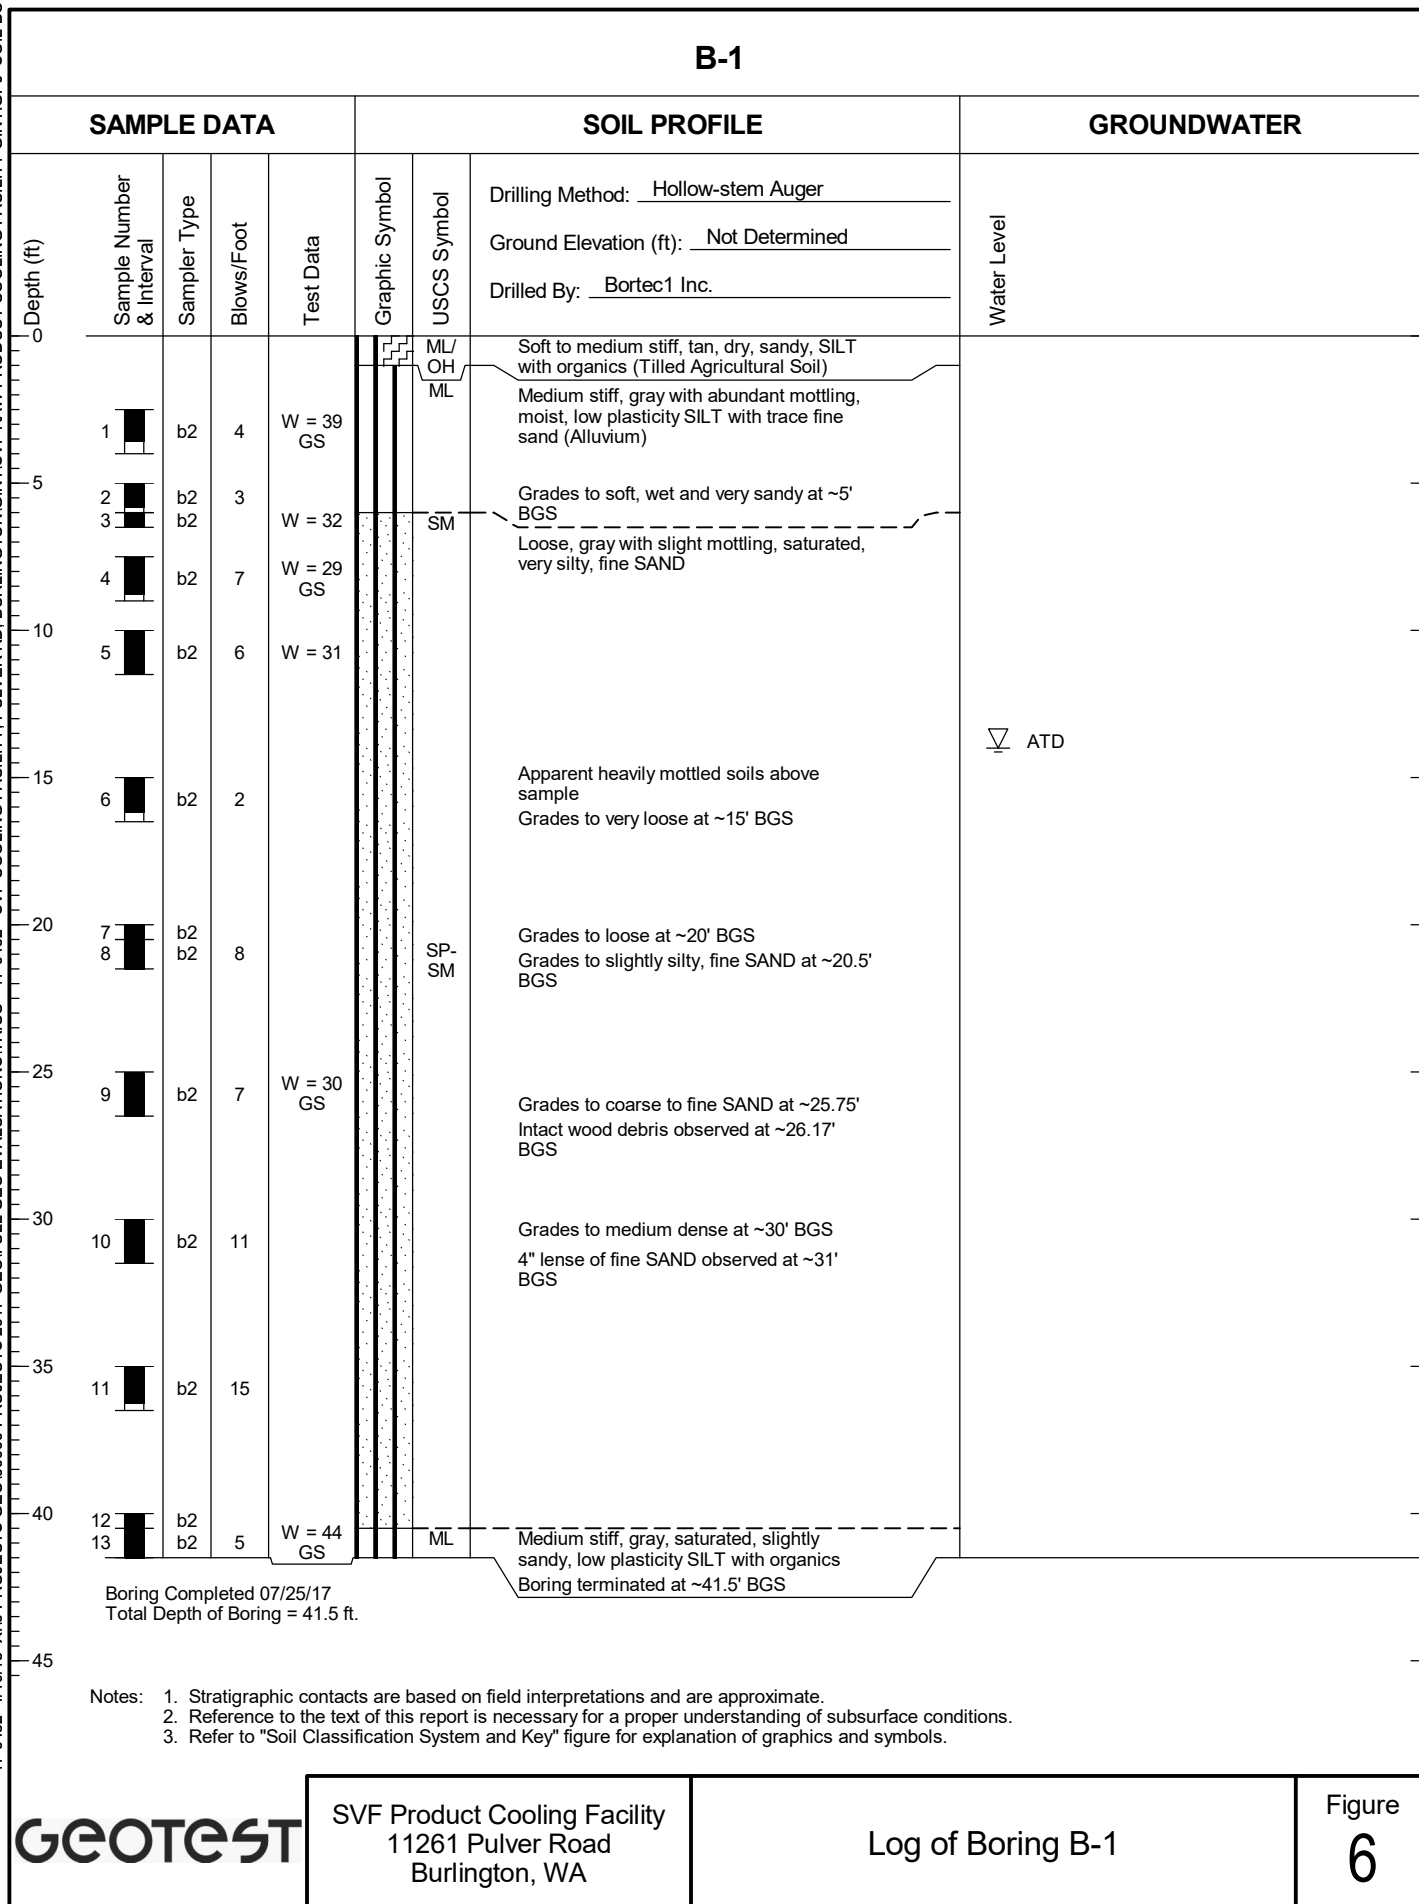 B-1
SAMPLE DATA
SOIL PROFILE
GROUNDWATER
Depth (ft)
Sample Number
& Interval
Sampler Type
Blows/Foot
Test Data
Graphic Symbol
USCS Symbol
Drilling Method: Hollow-stem Auger
Ground Elevation (ft): Not Determined
Drilled By: Bortec1 Inc.
Water Level
0
ML/
OH
Soft to medium stiff, tan, dry, sandy, SILT
with organics (Tilled Agricultural Soil)
ML
Medium stiff, gray with abundant mottling,
moist, low plasticity SILT with trace fine
sand (Alluvium)
1 b2 4 W = 39
GS
5
2 b2 3
Grades to soft, wet and very sandy at ~5'
BGS
3 b2 W = 32
SM
Loose, gray with slight mottling, saturated,
very silty, fine SAND
4 b2 7 W = 29
GS
10
5 b2 6 W = 31
ATD
15
6 b2 2
Apparent heavily mottled soils above
sample
Grades to very loose at ~15' BGS
20
7 b2
8 b2 8
SP-
SM
Grades to loose at ~20' BGS
Grades to slightly silty, fine SAND at ~20.5'
BGS
25
9 b2 7 W = 30
GS
Grades to coarse to fine SAND at ~25.75'
Intact wood debris observed at ~26.17'
BGS
30
10 b2 11
Grades to medium dense at ~30' BGS
4" lense of fine SAND observed at ~31'
BGS
35
11 b2 15
40
12 b2
13 b2 5 W = 44
GS
ML
Medium stiff, gray, saturated, slightly
sandy, low plasticity SILT with organics
Boring terminated at ~41.5' BGS
Boring Completed 07/25/17
Total Depth of Boring = 41.5 ft.
45
Notes: 1. Stratigraphic contacts are based on field interpretations and are approximate.
2. Reference to the text of this report is necessary for a proper understanding of subsurface conditions.
3. Refer to "Soil Classification System and Key" figure for explanation of graphics and symbols.
GEOTEST
SVF Product Cooling Facility
11261 Pulver Road
Burlington, WA
Log of Boring B-1
Figure
6